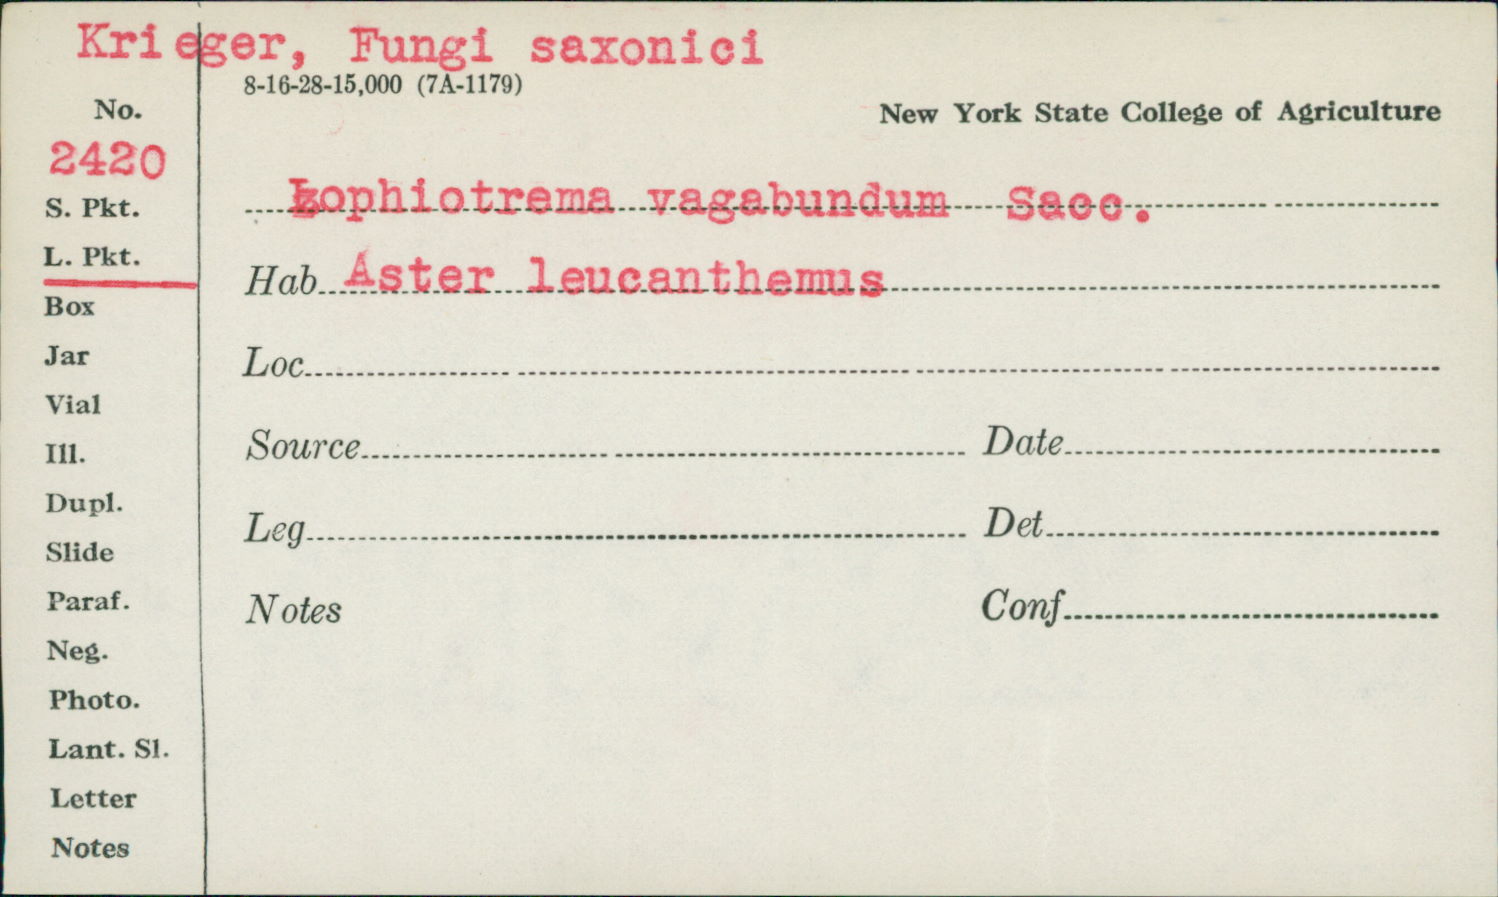 Krieger, Fungi saxonici
8-16-28-15,000 (7A-1179)
No.
New York State College of Agriculture
2420
Lophiotrema vagabundum Sacc.
S. Pkt.
L. Pkt.
Hab. Aster leucanthemus
Box
Jar
Loc.
Vial
Source
Date
Ill.
Dupl.
Leg.
Det.
Slide
Paraf.
Notes
Conf.
Neg.
Photo.
Lant. Sl.
Letter
Notes